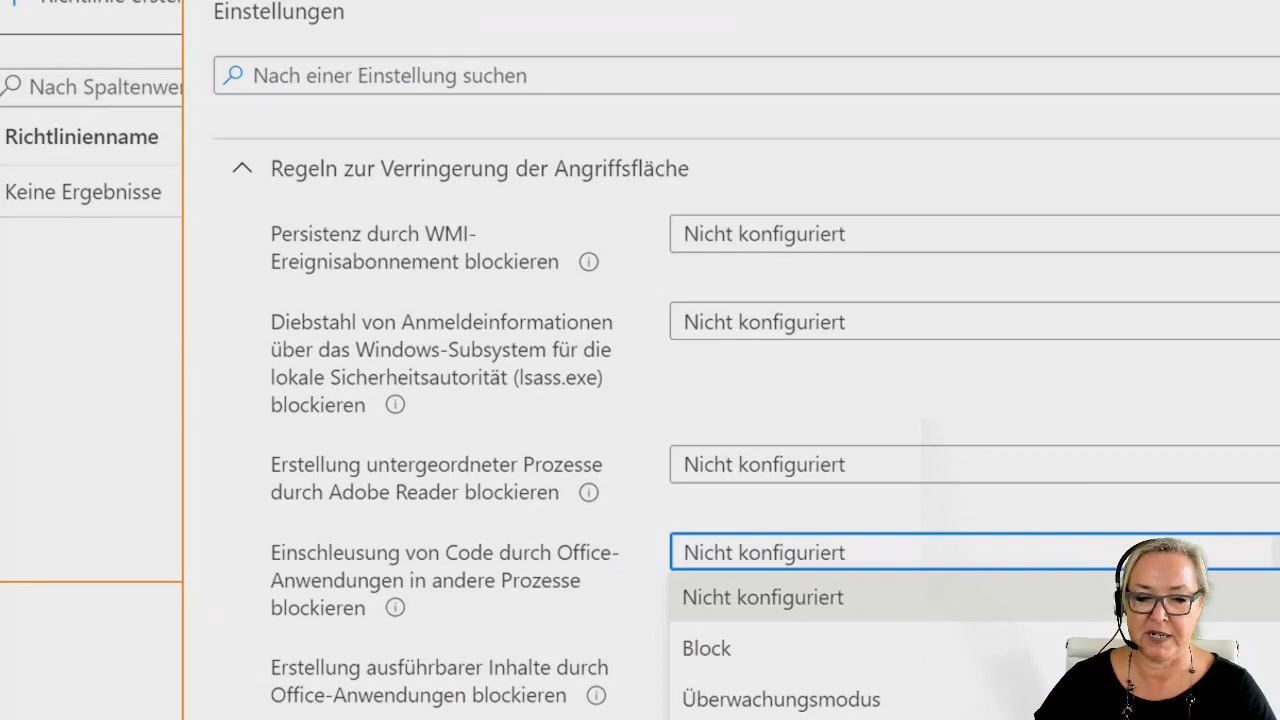 Einstellungen
Nach einer Einstellung suchen
Nach Spaltenwer
Richtlinienname
Keine Ergebnisse
Regeln zur Verringerung der Angriffsfläche
Persistenz durch WMI-
Ereignisabonnement blockieren
Nicht konfiguriert
Diebstahl von Anmeldeinformationen
über das Windows-Subsystem für die
lokale Sicherheitsautorität (lsass.exe)
blockieren
Nicht konfiguriert
Erstellung untergeordneter Prozesse
durch Adobe Reader blockieren
Nicht konfiguriert
Einschleusung von Code durch Office-
Anwendungen in andere Prozesse
blockieren
Nicht konfiguriert
Nicht konfiguriert
Block
Überwachungsmodus
Erstellung ausführbarer Inhalte durch
Office-Anwendungen blockieren